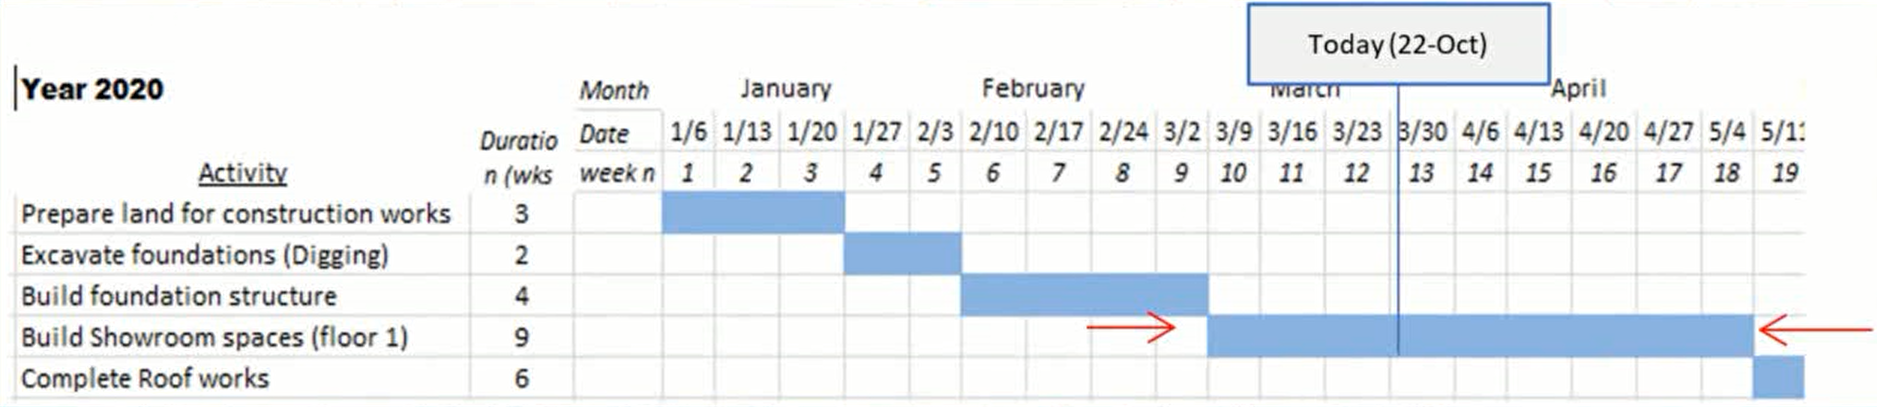 Today (22-Oct)
Year 2020 Month January February March April
Duratio Date 1/6 1/13 1/20 1/27 2/3 2/10 2/17 2/24 3/2 3/9 3/16 3/23 3/30 4/6 4/13 4/20 4/27 5/4 5/11
Activity n (wks week n 1 2 3 4 5 6 7 8 9 10 11 12 13 14 15 16 17 18 19
Prepare land for construction works 3
Excavate foundations (Digging) 2
Build foundation structure 4
Build Showroom spaces (floor 1) 9
Complete Roof works 6